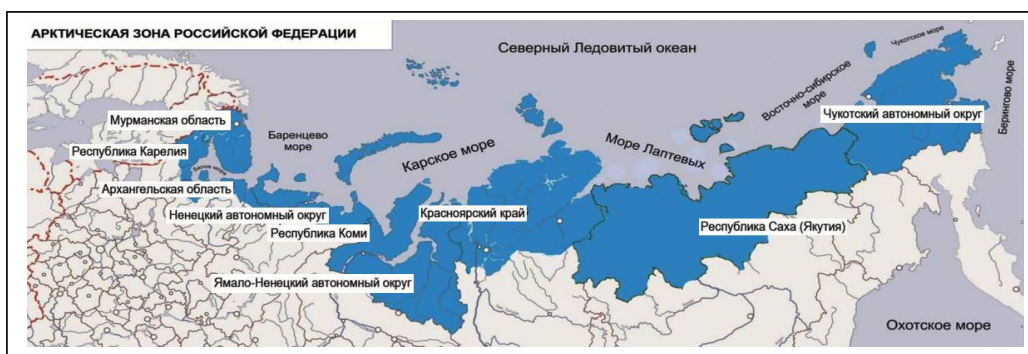 АРКТИЧЕСКАЯ ЗОНА РОССИЙСКОЙ ФЕДЕРАЦИИ
Северный Ледовитый океан
Чукотское море
Восточно-сибирское
море
Берингово море
Мурманская область
Чукотский автономный округ
Баренцево
море
Республика Карелия
Карское море
Море Лаптевых
Архангельская область
Ненецкий автономный округ
Красноярский край
Республика Коми
Республика Саха (Якутия)
Ямало-Ненецкий автономный округ
Охотское море